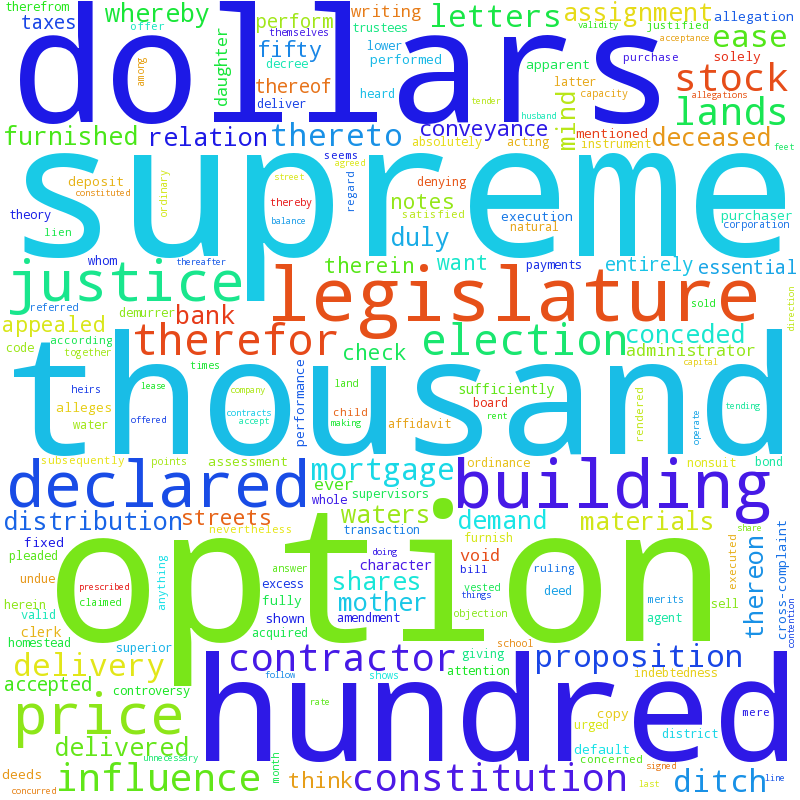 therefrom
taxes
offer
whereby
among
daughter
perform
themselves
fifty
decree
thereof
deliver
writing
trustees
lower
performed
heard
letters
apparent
assignment
validity
justified
acceptance
latter
capacity
allegation
ease
solely
purchase
stock
allegations
dollars
tender
husband
lands
furnished
relation
thereto
conveyance
absolutely
acting
mind
mentioned
instrument
deceased
feet
supreme
seems
agreed
regard
denying
deposit
constituted
ordinary
street
thereby
balance
theory
lien
notes
satisfied
execution
natural
purchaser
corporation
duly
whom
thereafter
therein
want
payments
entirely
essential
justice
legislature
referred
demurrer
bank
sold
direction
appealed
code
according
together
therefor
check
election
conceded
administrator
thousand
times
heirs
lease
alleges
water
offered
company
contracts
accept
land
child
making
performance
affidavit
sufficiently
board
rent
capital
rendered
operate
tending
subsequently
points
assessment
mortgage
ordinance
nonsuit
bond
declared
ever
whole
supervisors
building
distribution
streets
nevertheless
waters
transaction
demand
materials
share
fixed
pleaded
undue
option
doing
answer
character
void
bill
furnish
ruling
vested
things
deed
executed
thereon
cross-complaint
contention
prescribed
claimed
anything
excess
fully
shown
acquired
shares
mother
amendment
objection
merits
agent
sell
herein
valid
clerk
homestead
superior
delivery
accepted
controversy
contractor
follow
shows
giving
attention
school
proposition
indebtedness
price
hundred
rate
mere
copy
urged
district
default
concerned
delivered
unnecessary
month
deeds
concurred
influence
think
constitution
signed
last
ditch
line